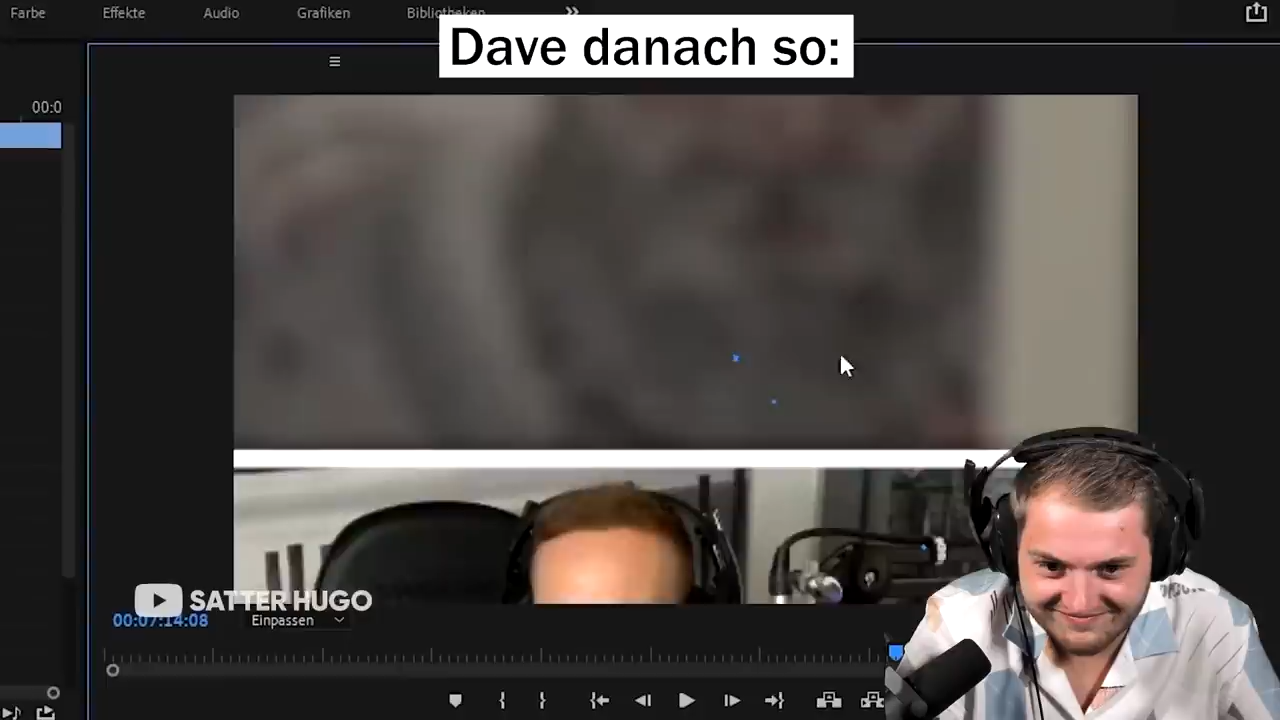 Farbe
Effekte
Audio
Grafiken
Bibliotheken
Dave danach so:
00:0
SATTER HUGO
00:07:14:08
Einpassen